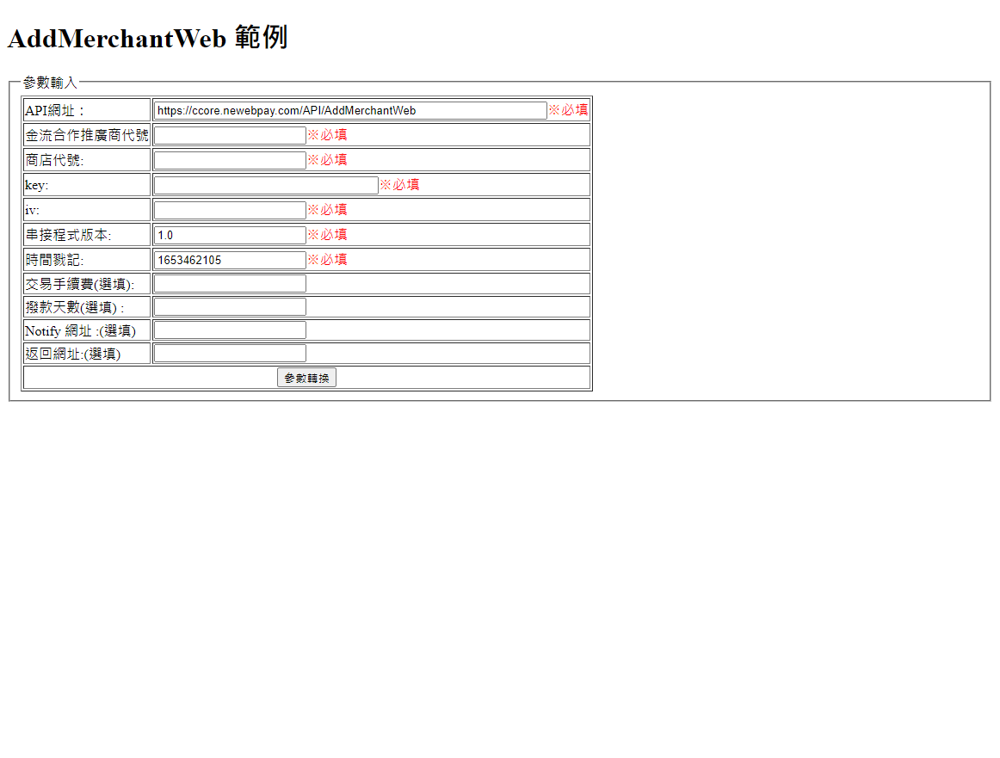 AddMerchantWeb 範例
參數輸入
API網址： https://ccore.newebpay.com/API/AddMerchantWeb ※必填
金流合作推廣商代號 ※必填
商店代號: ※必填
key: ※必填
iv: ※必填
串接程式版本: 1.0 ※必填
時間戳記: 1653462105 ※必填
交易手續費(選填):
撥款天數(選填) :
Notify 網址 :(選填)
返回網址:(選填)
參數轉換